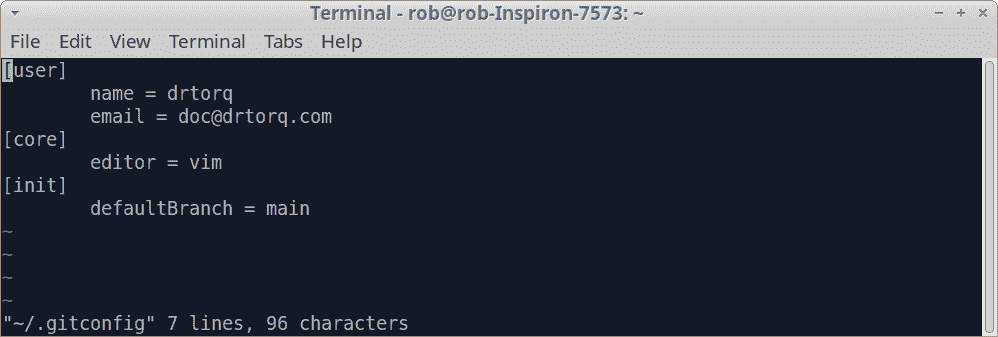 Terminal - rob@rob-Inspiron-7573: ~
File Edit View Terminal Tabs Help
[user]
        name = drtorq
        email = doc@drtorq.com
[core]
        editor = vim
[init]
        defaultBranch = main
~
~
~
~
"~/.gitconfig" 7 lines, 96 characters